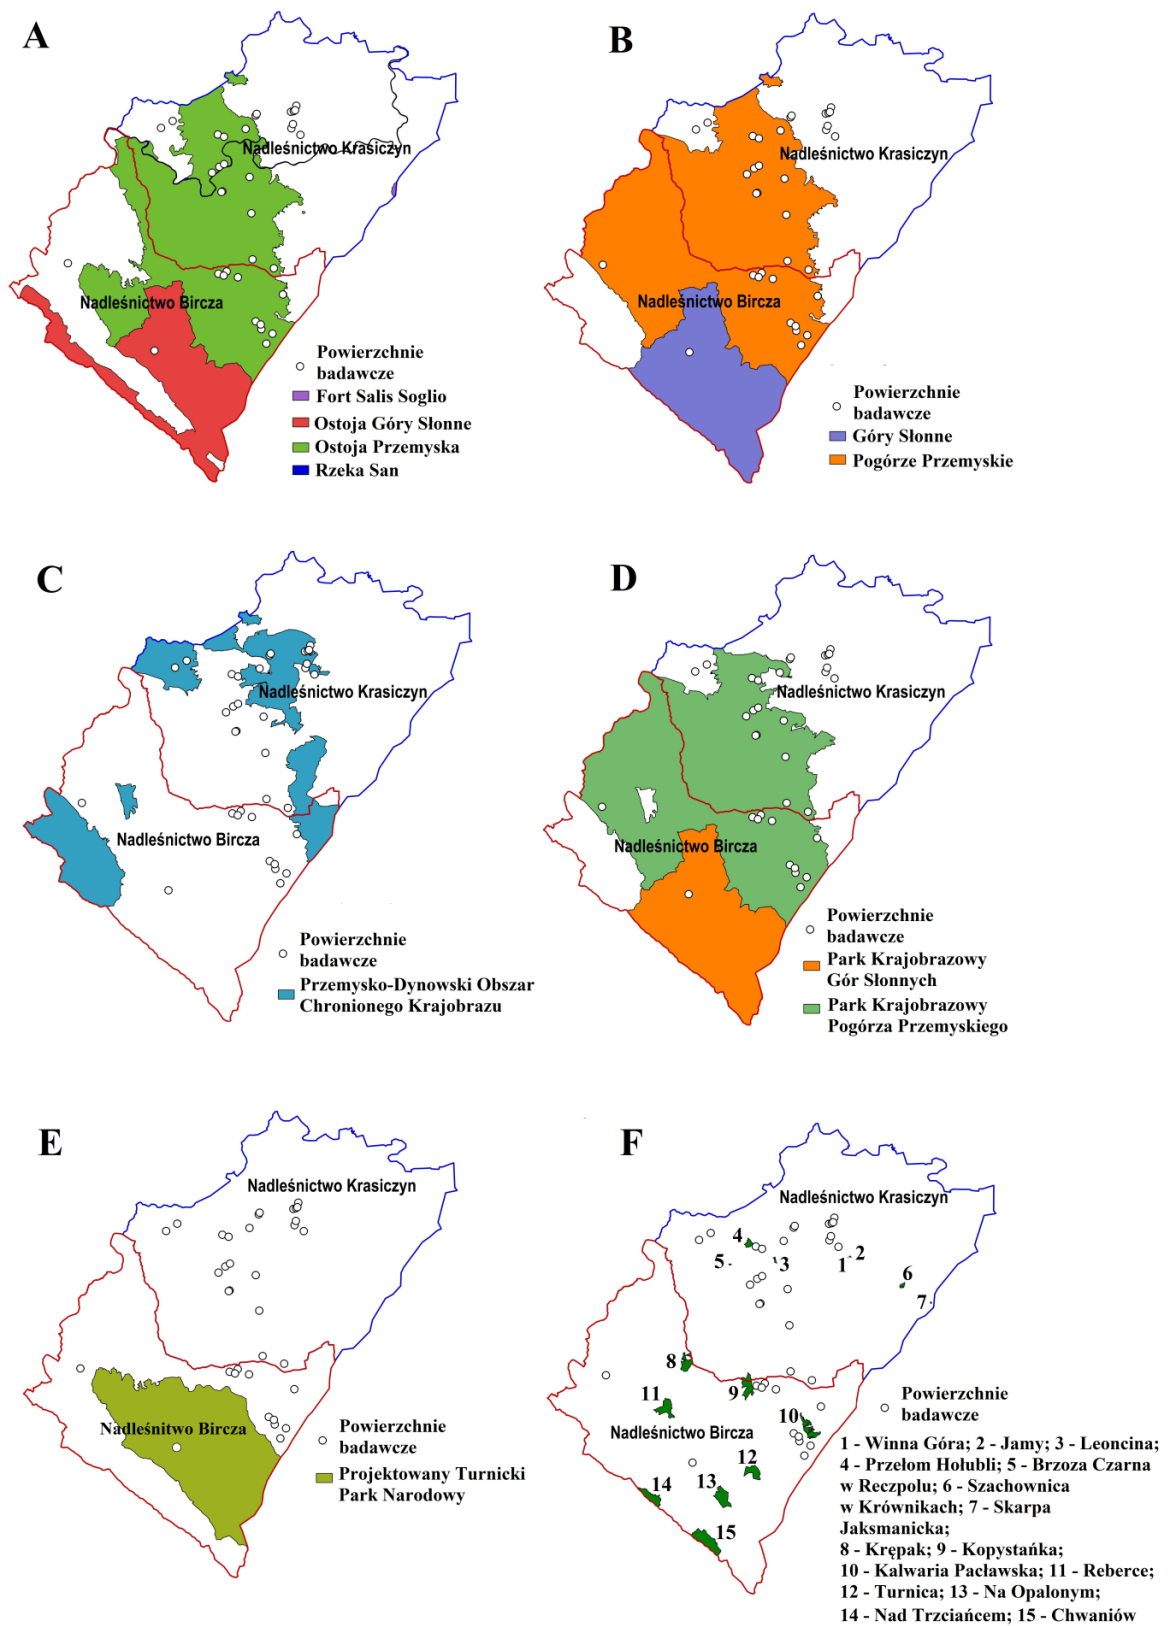 A
Nadleśnictwo Krasiczyn
Nadleśnictwo Bircza
Powierzchnie
badawcze
Fort Salis Soglio
Ostoja Góry Słonne
Ostoja Przemyska
Rzeka San
B
Nadleśnictwo Krasiczyn
Nadleśnictwo Bircza
Powierzchnie
badawcze
Góry Słonne
Pogórze Przemyskie
C
Nadleśnictwo Krasiczyn
Nadleśnictwo Bircza
Powierzchnie
badawcze
Przemysko-Dynowski Obszar
Chronionego Krajobrazu
D
Nadleśnictwo Krasiczyn
Nadleśnictwo Bircza
Powierzchnie
badawcze
Park Krajobrazowy
Gór Słonnych
Park Krajobrazowy
Pogórza Przemyskiego
E
Nadleśnictwo Krasiczyn
Nadleśnitwo Bircza
Powierzchnie
badawcze
Projektowany Turnicki
Park Narodowy
F
Nadleśnictwo Krasiczyn
4
5
3
1
2
6
7
8
9
11
10
Nadleśnictwo Bircza
12
14
13
15
Powierzchnie
badawcze
1 - Winna Góra; 2 - Jamy; 3 - Leoncina;
4 - Przełom Hołubli; 5 - Brzoza Czarna
w Reczpolu; 6 - Szachownica
w Krównikach; 7 - Skarpa
Jaksmanicka;
8 - Krępak; 9 - Kopystańka;
10 - Kalwaria Pacławska; 11 - Reberce;
12 - Turnica; 13 - Na Opalonym;
14 - Nad Trzciańcem; 15 - Chwaniów